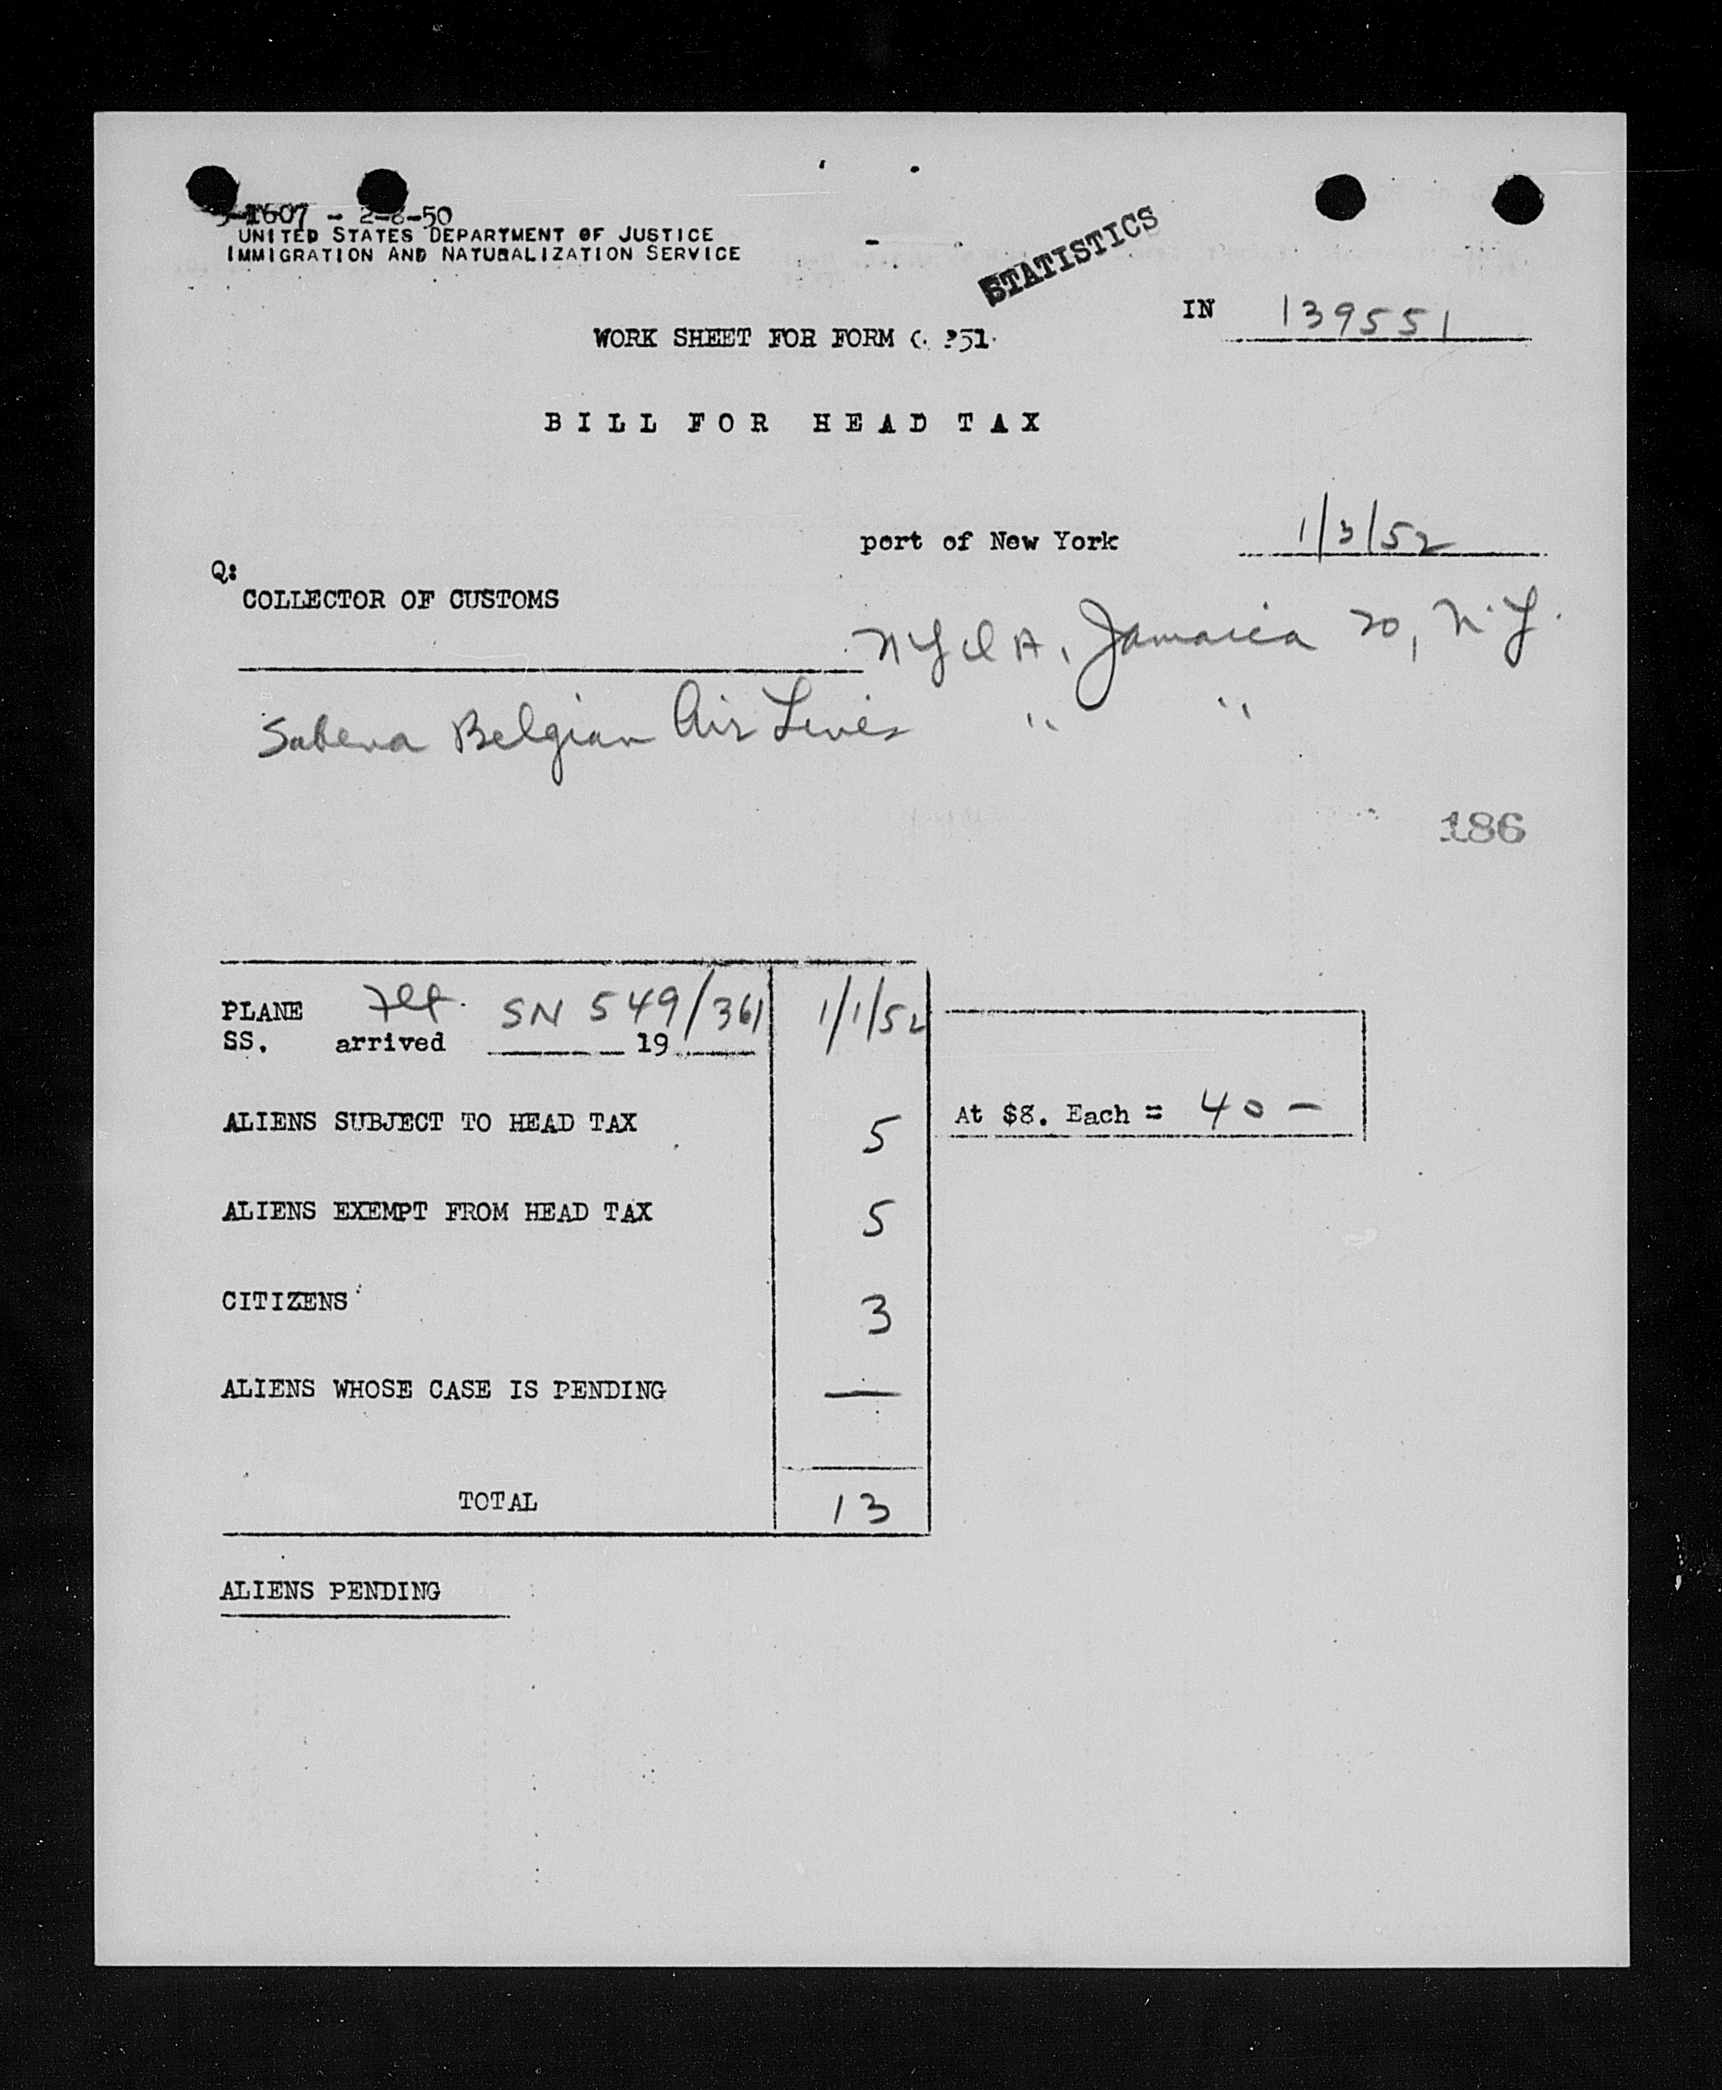 1607 - 2-8-50
UNITED STATES DEPARTMENT OF JUSTICE
IMMIGRATION AND NATURALIZATION SERVICE
STATISTICS
IN 139551
WORK SHEET FOR FORM 351
BILL FOR HEAD TAX
port of New York 1/3/52
Q:
COLLECTOR OF CUSTOMS
NYIA, Jamaica 20, N.Y.
Sabena Belgian Air Lines " "
186
PLANE Flt. SN 549/361 1/1/52
SS. arrived 19
ALIENS SUBJECT TO HEAD TAX 5 At $8. Each = 40 -
ALIENS EXEMPT FROM HEAD TAX 5
CITIZENS 3
ALIENS WHOSE CASE IS PENDING —
TOTAL 13
ALIENS PENDING